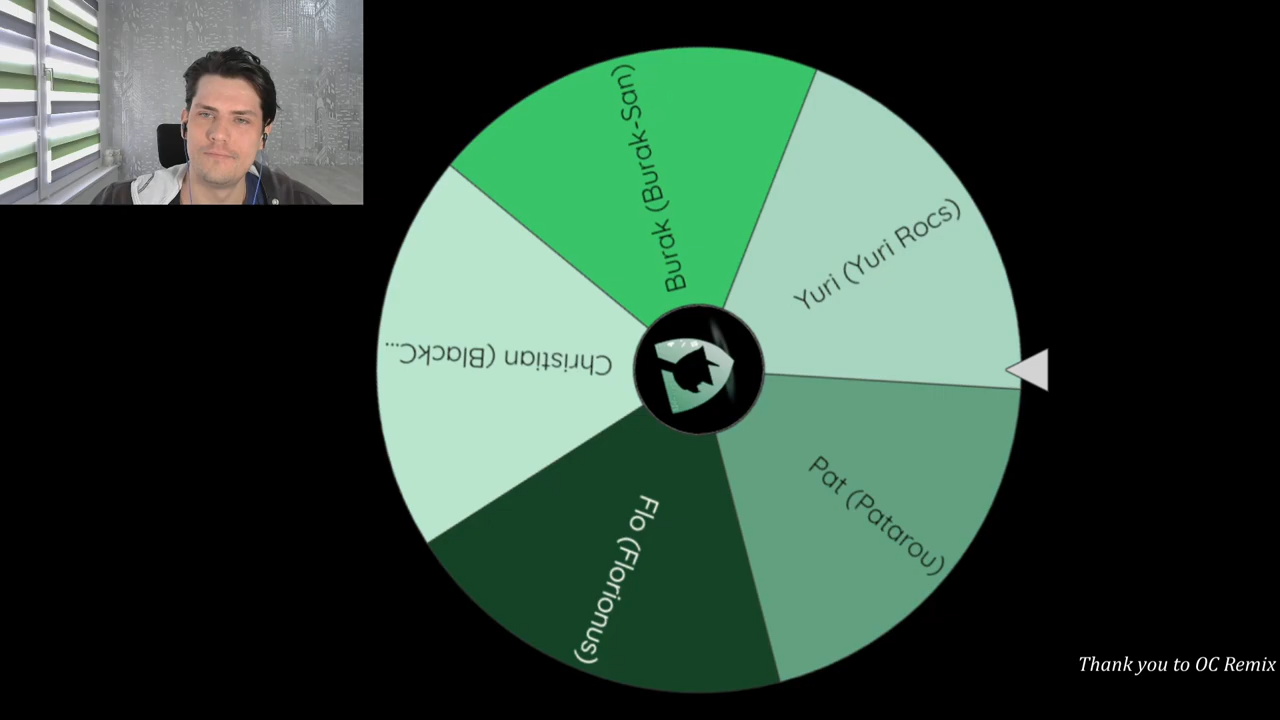 Burak (Burak-San)
Yuri (Yuri Rocs)
Christian (BlackC...
Pat (Patarou)
Flo (Florionus)
Thank you to OC Remix